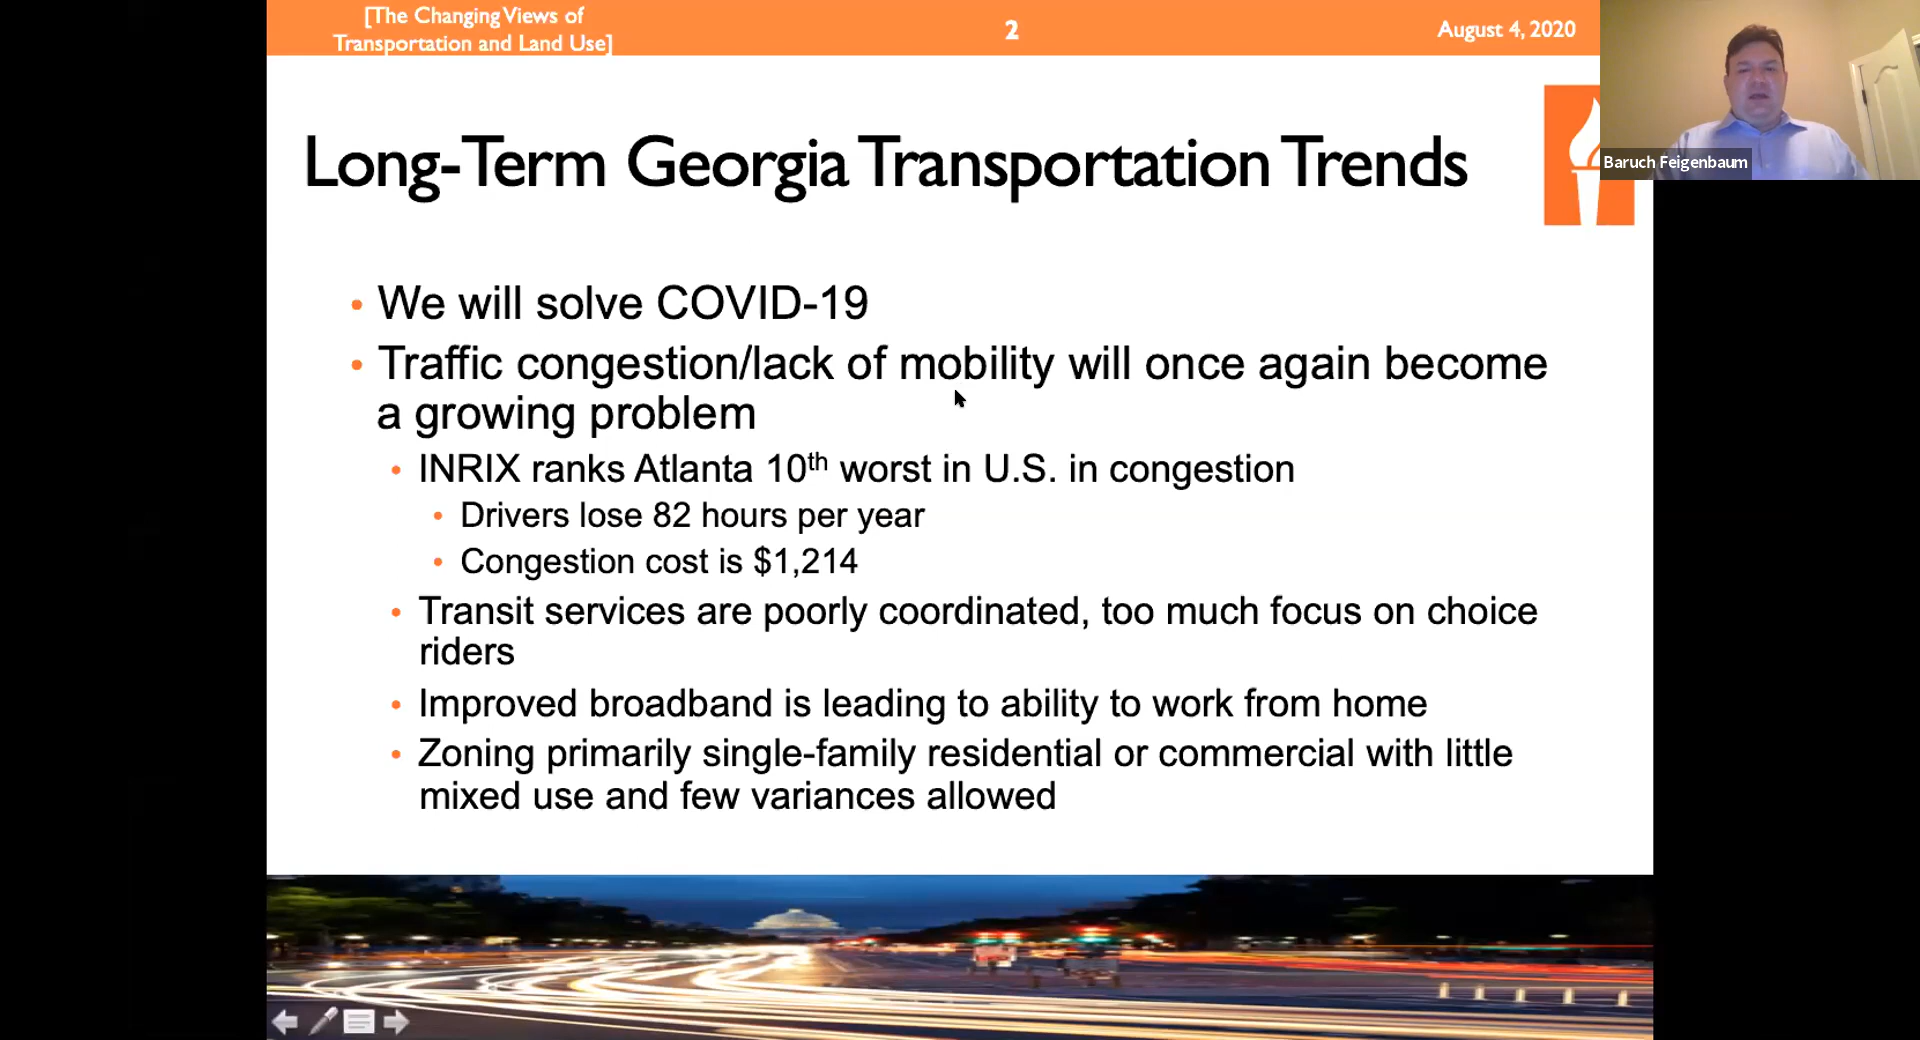 [The Changing Views of
Transportation and Land Use]
2
August 4, 2020
Baruch Feigenbaum
Long-Term Georgia Transportation Trends
• We will solve COVID-19
• Traffic congestion/lack of mobility will once again become
a growing problem
• INRIX ranks Atlanta 10th worst in U.S. in congestion
• Drivers lose 82 hours per year
• Congestion cost is $1,214
• Transit services are poorly coordinated, too much focus on choice
riders
• Improved broadband is leading to ability to work from home
• Zoning primarily single-family residential or commercial with little
mixed use and few variances allowed